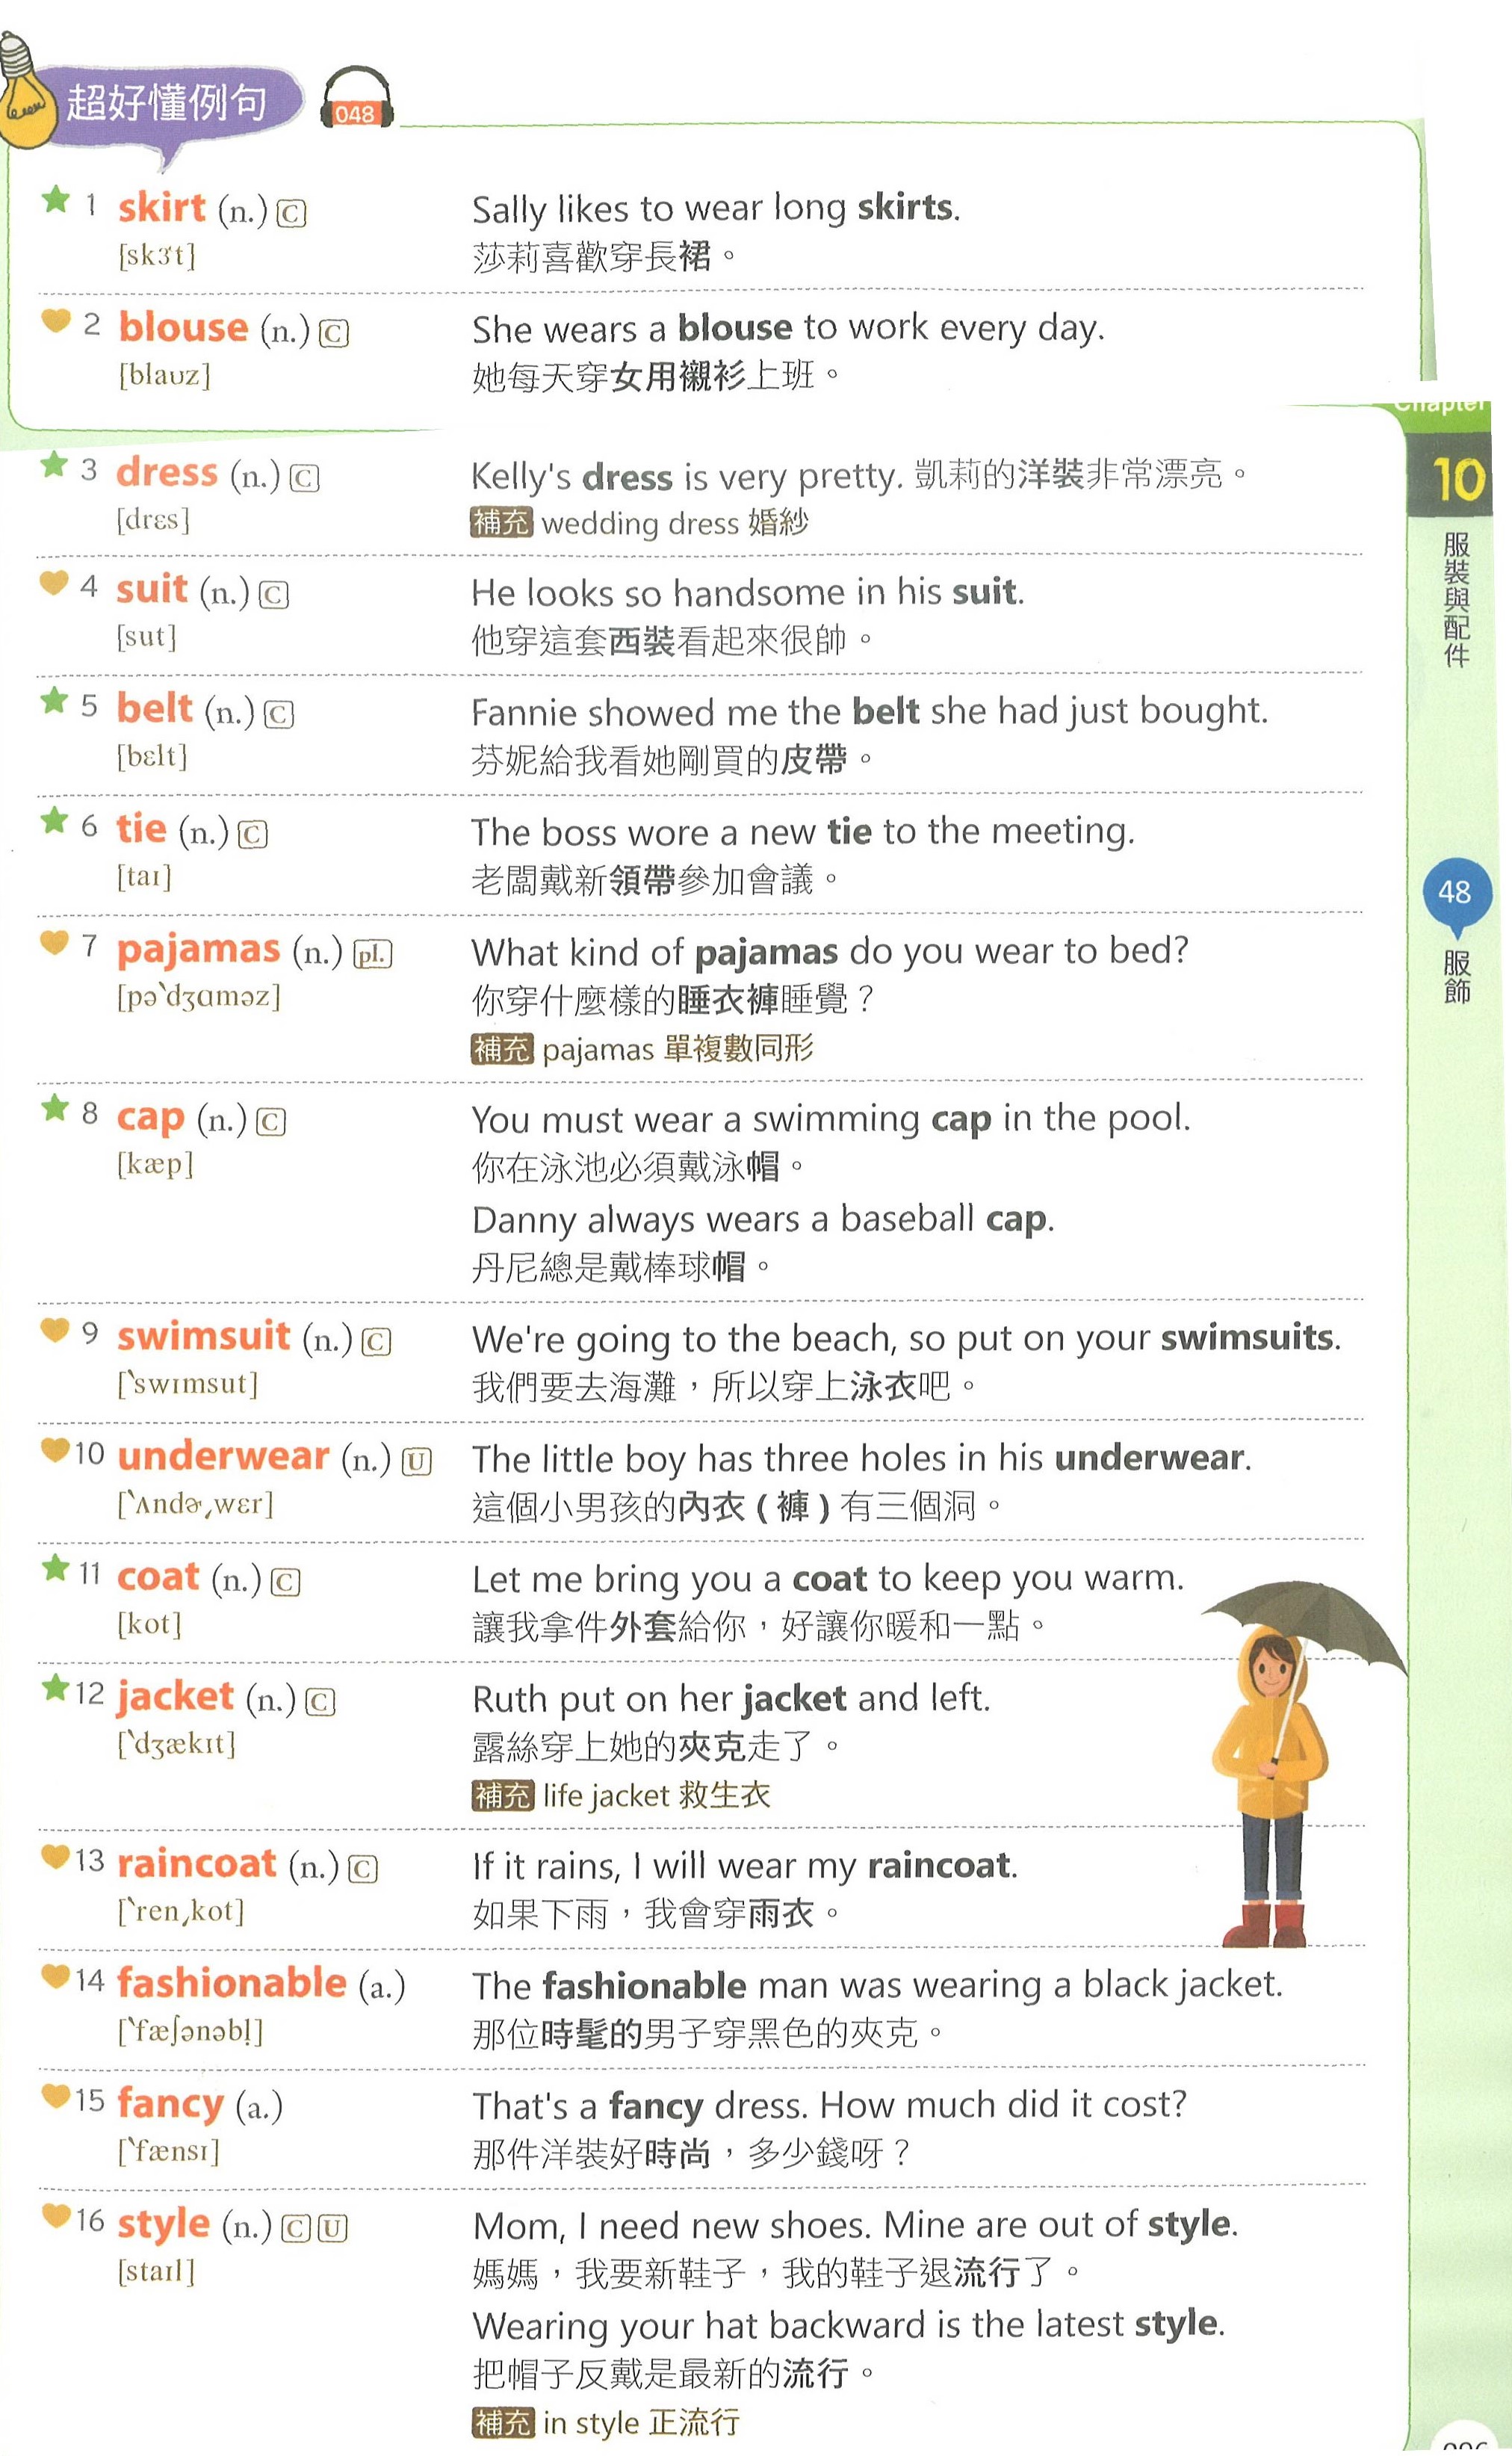 超好懂例句
048
1 skirt (n.) C
[skɝt]
Sally likes to wear long skirts.
莎莉喜歡穿長裙。
2 blouse (n.) C
[blaʊz]
She wears a blouse to work every day.
她每天穿女用襯衫上班。
Chapter
10
服裝與配件
48
服飾
3 dress (n.) C
[drɛs]
Kelly's dress is very pretty. 凱莉的洋裝非常漂亮。
補充 wedding dress 婚紗
4 suit (n.) C
[sut]
He looks so handsome in his suit.
他穿這套西裝看起來很帥。
5 belt (n.) C
[bɛlt]
Fannie showed me the belt she had just bought.
芬妮給我看她剛買的皮帶。
6 tie (n.) C
[taɪ]
The boss wore a new tie to the meeting.
老闆戴新領帶參加會議。
7 pajamas (n.) pl.
[pəˋdʒɑməz]
What kind of pajamas do you wear to bed?
你穿什麼樣的睡衣褲睡覺？
補充 pajamas 單複數同形
8 cap (n.) C
[kæp]
You must wear a swimming cap in the pool.
你在泳池必須戴泳帽。
Danny always wears a baseball cap.
丹尼總是戴棒球帽。
9 swimsuit (n.) C
[ˋswɪmsut]
We're going to the beach, so put on your swimsuits.
我們要去海灘，所以穿上泳衣吧。
10 underwear (n.) U
[ˋʌndɚˏwɛr]
The little boy has three holes in his underwear.
這個小男孩的內衣（褲）有三個洞。
11 coat (n.) C
[kot]
Let me bring you a coat to keep you warm.
讓我拿件外套給你，好讓你暖和一點。
12 jacket (n.) C
[ˋdʒækɪt]
Ruth put on her jacket and left.
露絲穿上她的夾克走了。
補充 life jacket 救生衣
13 raincoat (n.) C
[ˋrenˏkot]
If it rains, I will wear my raincoat.
如果下雨，我會穿雨衣。
14 fashionable (a.)
[ˋfæʃənəbl̩]
The fashionable man was wearing a black jacket.
那位時髦的男子穿黑色的夾克。
15 fancy (a.)
[ˋfænsɪ]
That's a fancy dress. How much did it cost?
那件洋裝好時尚，多少錢呀？
16 style (n.) C U
[staɪl]
Mom, I need new shoes. Mine are out of style.
媽媽，我要新鞋子，我的鞋子退流行了。
Wearing your hat backward is the latest style.
把帽子反戴是最新的流行。
補充 in style 正流行